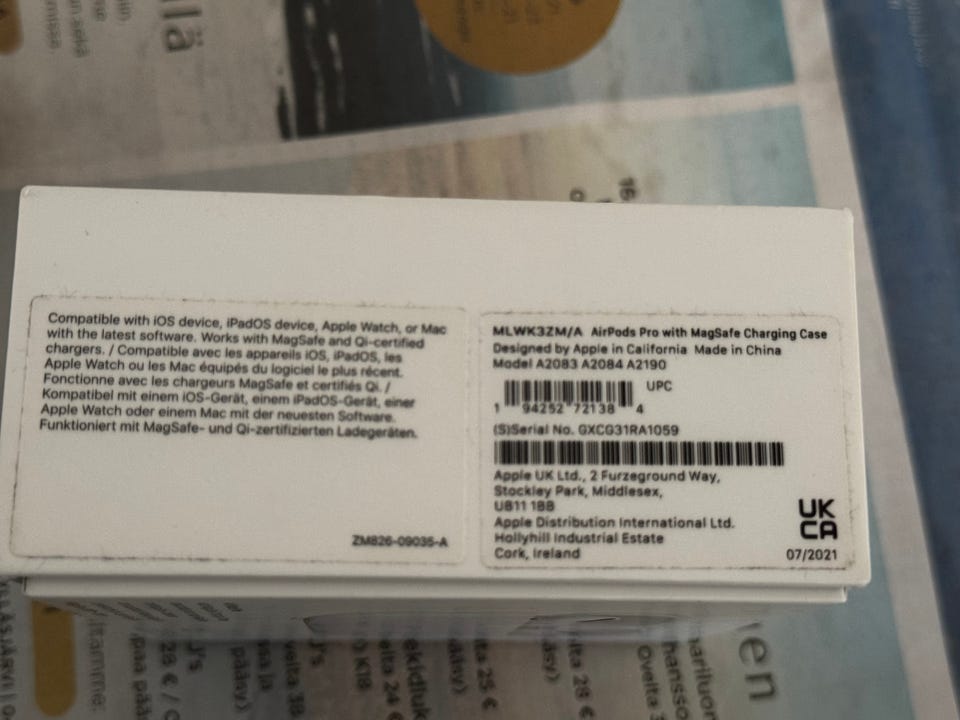 Compatible with iOS device, iPadOS device, Apple Watch, or Mac
with the latest software. Works with MagSafe and Qi-certified
chargers. / Compatible avec les appareils iOS, iPadOS, les
Apple Watch ou les Mac équipés du logiciel le plus récent.
Fonctionne avec les chargeurs MagSafe et certifiés Qi. /
Kompatibel mit einem iOS-Gerät, einem iPadOS-Gerät, einer
Apple Watch oder einem Mac mit der neuesten Software.
Funktioniert mit MagSafe- und Qi-zertifizierten Ladegeräten.
ZM826-09035-A
MLWK3ZM/A AirPods Pro with MagSafe Charging Case
Designed by Apple in California Made in China
Model A2083 A2084 A2190
UPC
1 94252 72138 4
(S)Serial No. GXCG31RA1059
Apple UK Ltd., 2 Furzeground Way,
Stockley Park, Middlesex,
UB11 1BB
Apple Distribution International Ltd.
Hollyhill Industrial Estate
Cork, Ireland
UK
CA
07/2021